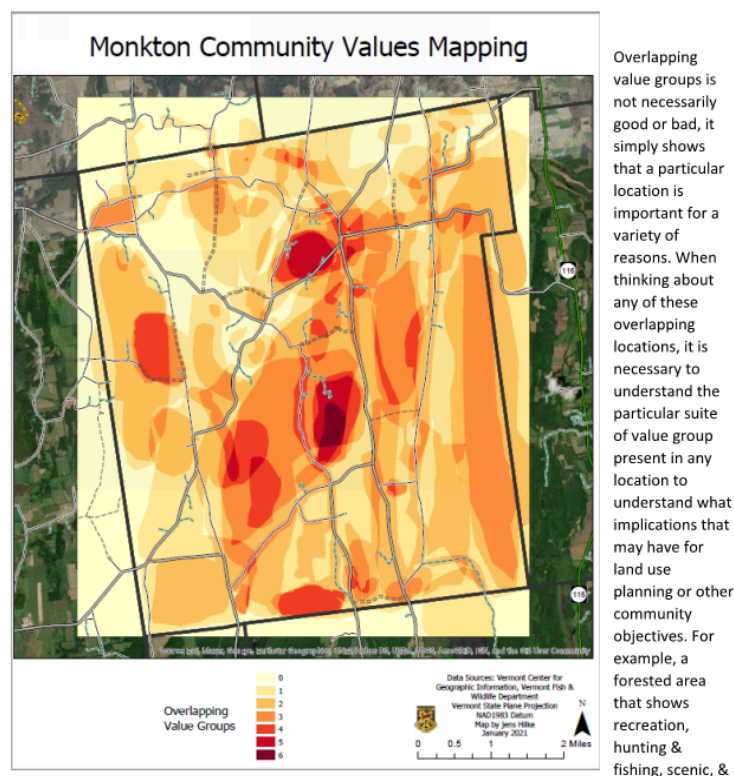 Monkton Community Values Mapping
116
116
Overlapping
Value Groups
0
1
2
3
4
5
6
Data Sources: Vermont Center for
Geographic Information, Vermont Fish &
Wildlife Department
Vermont State Plane Projection
NAD1983 Datum
Map by Jens Hilke
January 2021
N
0 0.5 1 2 Miles
Overlapping
value groups is
not necessarily
good or bad, it
simply shows
that a particular
location is
important for a
variety of
reasons. When
thinking about
any of these
overlapping
locations, it is
necessary to
understand the
particular suite
of value group
present in any
location to
understand what
implications that
may have for
land use
planning or other
community
objectives. For
example, a
forested area
that shows
recreation,
hunting &
fishing, scenic, &